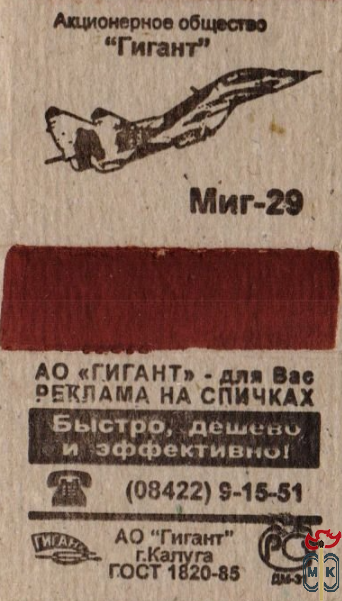 Акционерное общество
"Гигант"
Миг-29
АО «ГИГАНТ» - для Вас
РЕКЛАМА НА СПИЧКАХ
Быстро, дешево
и эффективно!
☎ (08422) 9-15-51
ГИГАНТ
АО "Гигант"
г.Калуга
ГОСТ 1820-85
РС
МК